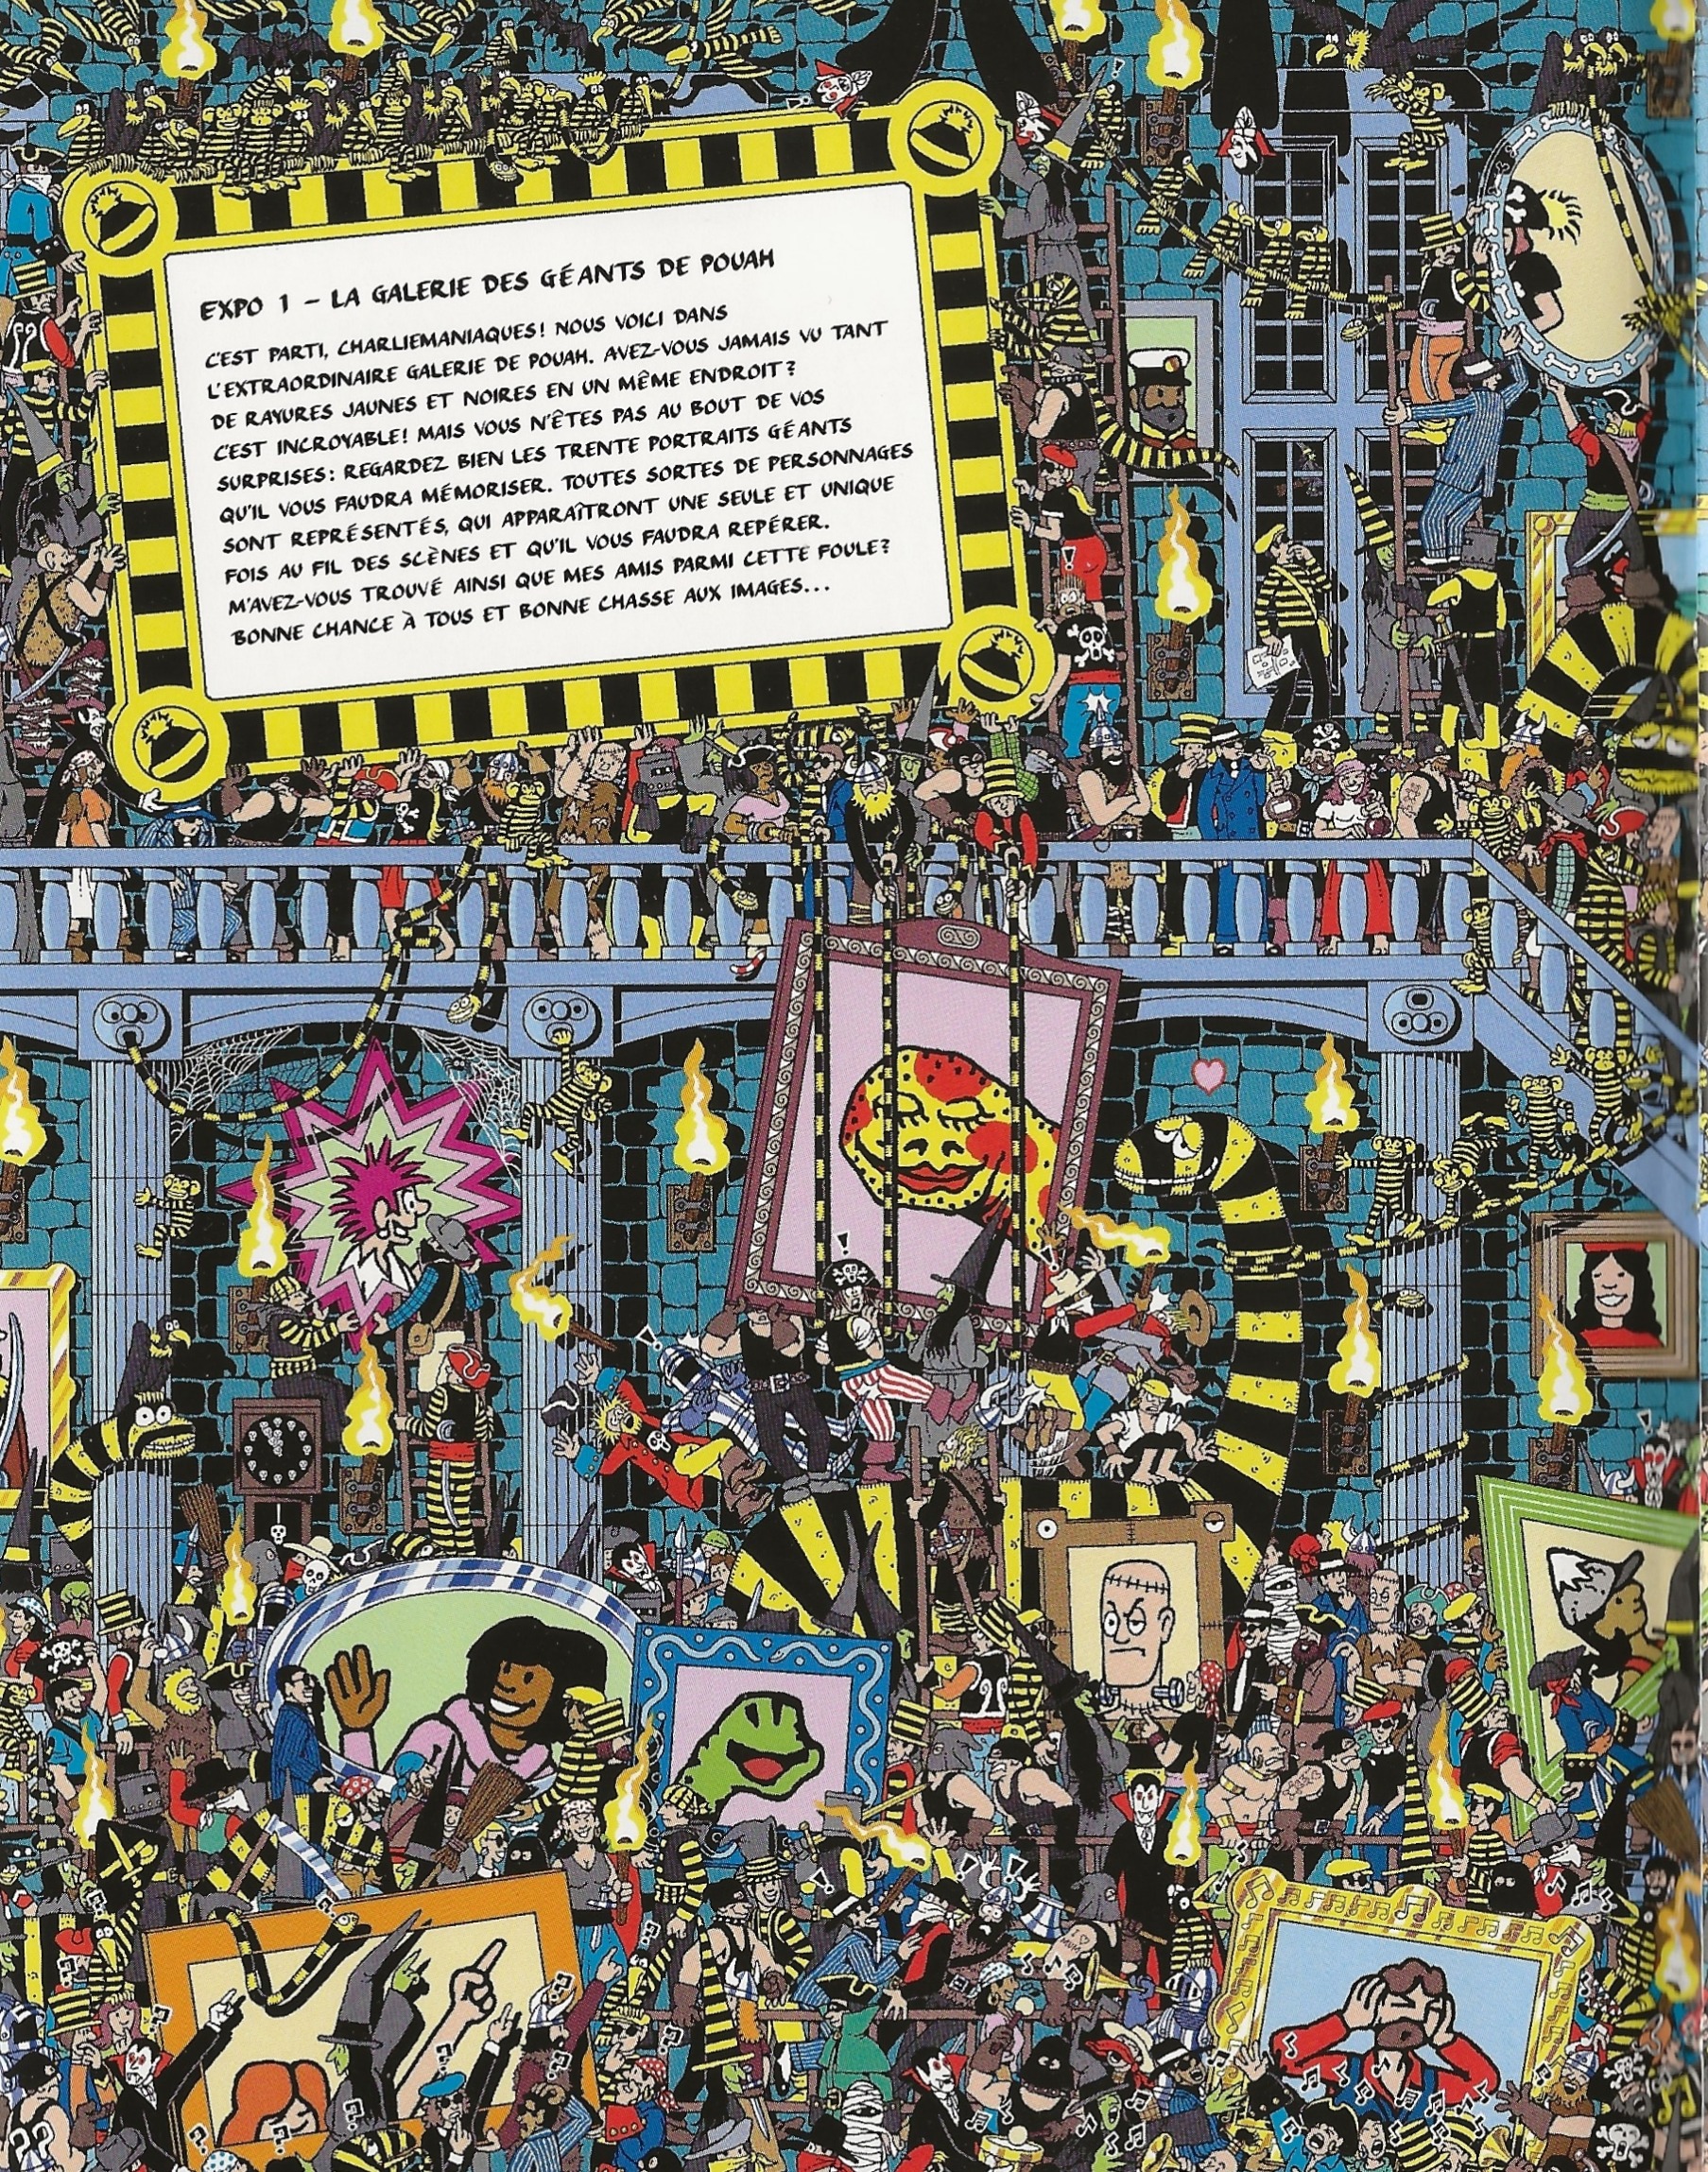 EXPO 1 – LA GALERIE DES GÉANTS DE POUAH
C'EST PARTI, CHARLIEMANIAQUES! NOUS VOICI DANS
L'EXTRAORDINAIRE GALERIE DE POUAH. AVEZ-VOUS JAMAIS VU TANT
DE RAYURES JAUNES ET NOIRES EN UN MÊME ENDROIT?
C'EST INCROYABLE! MAIS VOUS N'ÊTES PAS AU BOUT DE VOS
SURPRISES: REGARDEZ BIEN LES TRENTE PORTRAITS GÉANTS
QU'IL VOUS FAUDRA MÉMORISER. TOUTES SORTES DE PERSONNAGES
SONT REPRÉSENTÉS, QUI APPARAÎTRONT UNE SEULE ET UNIQUE
FOIS AU FIL DES SCÈNES ET QU'IL VOUS FAUDRA REPÉRER.
M'AVEZ-VOUS TROUVÉ AINSI QUE MES AMIS PARMI CETTE FOULE?
BONNE CHANCE À TOUS ET BONNE CHASSE AUX IMAGES...